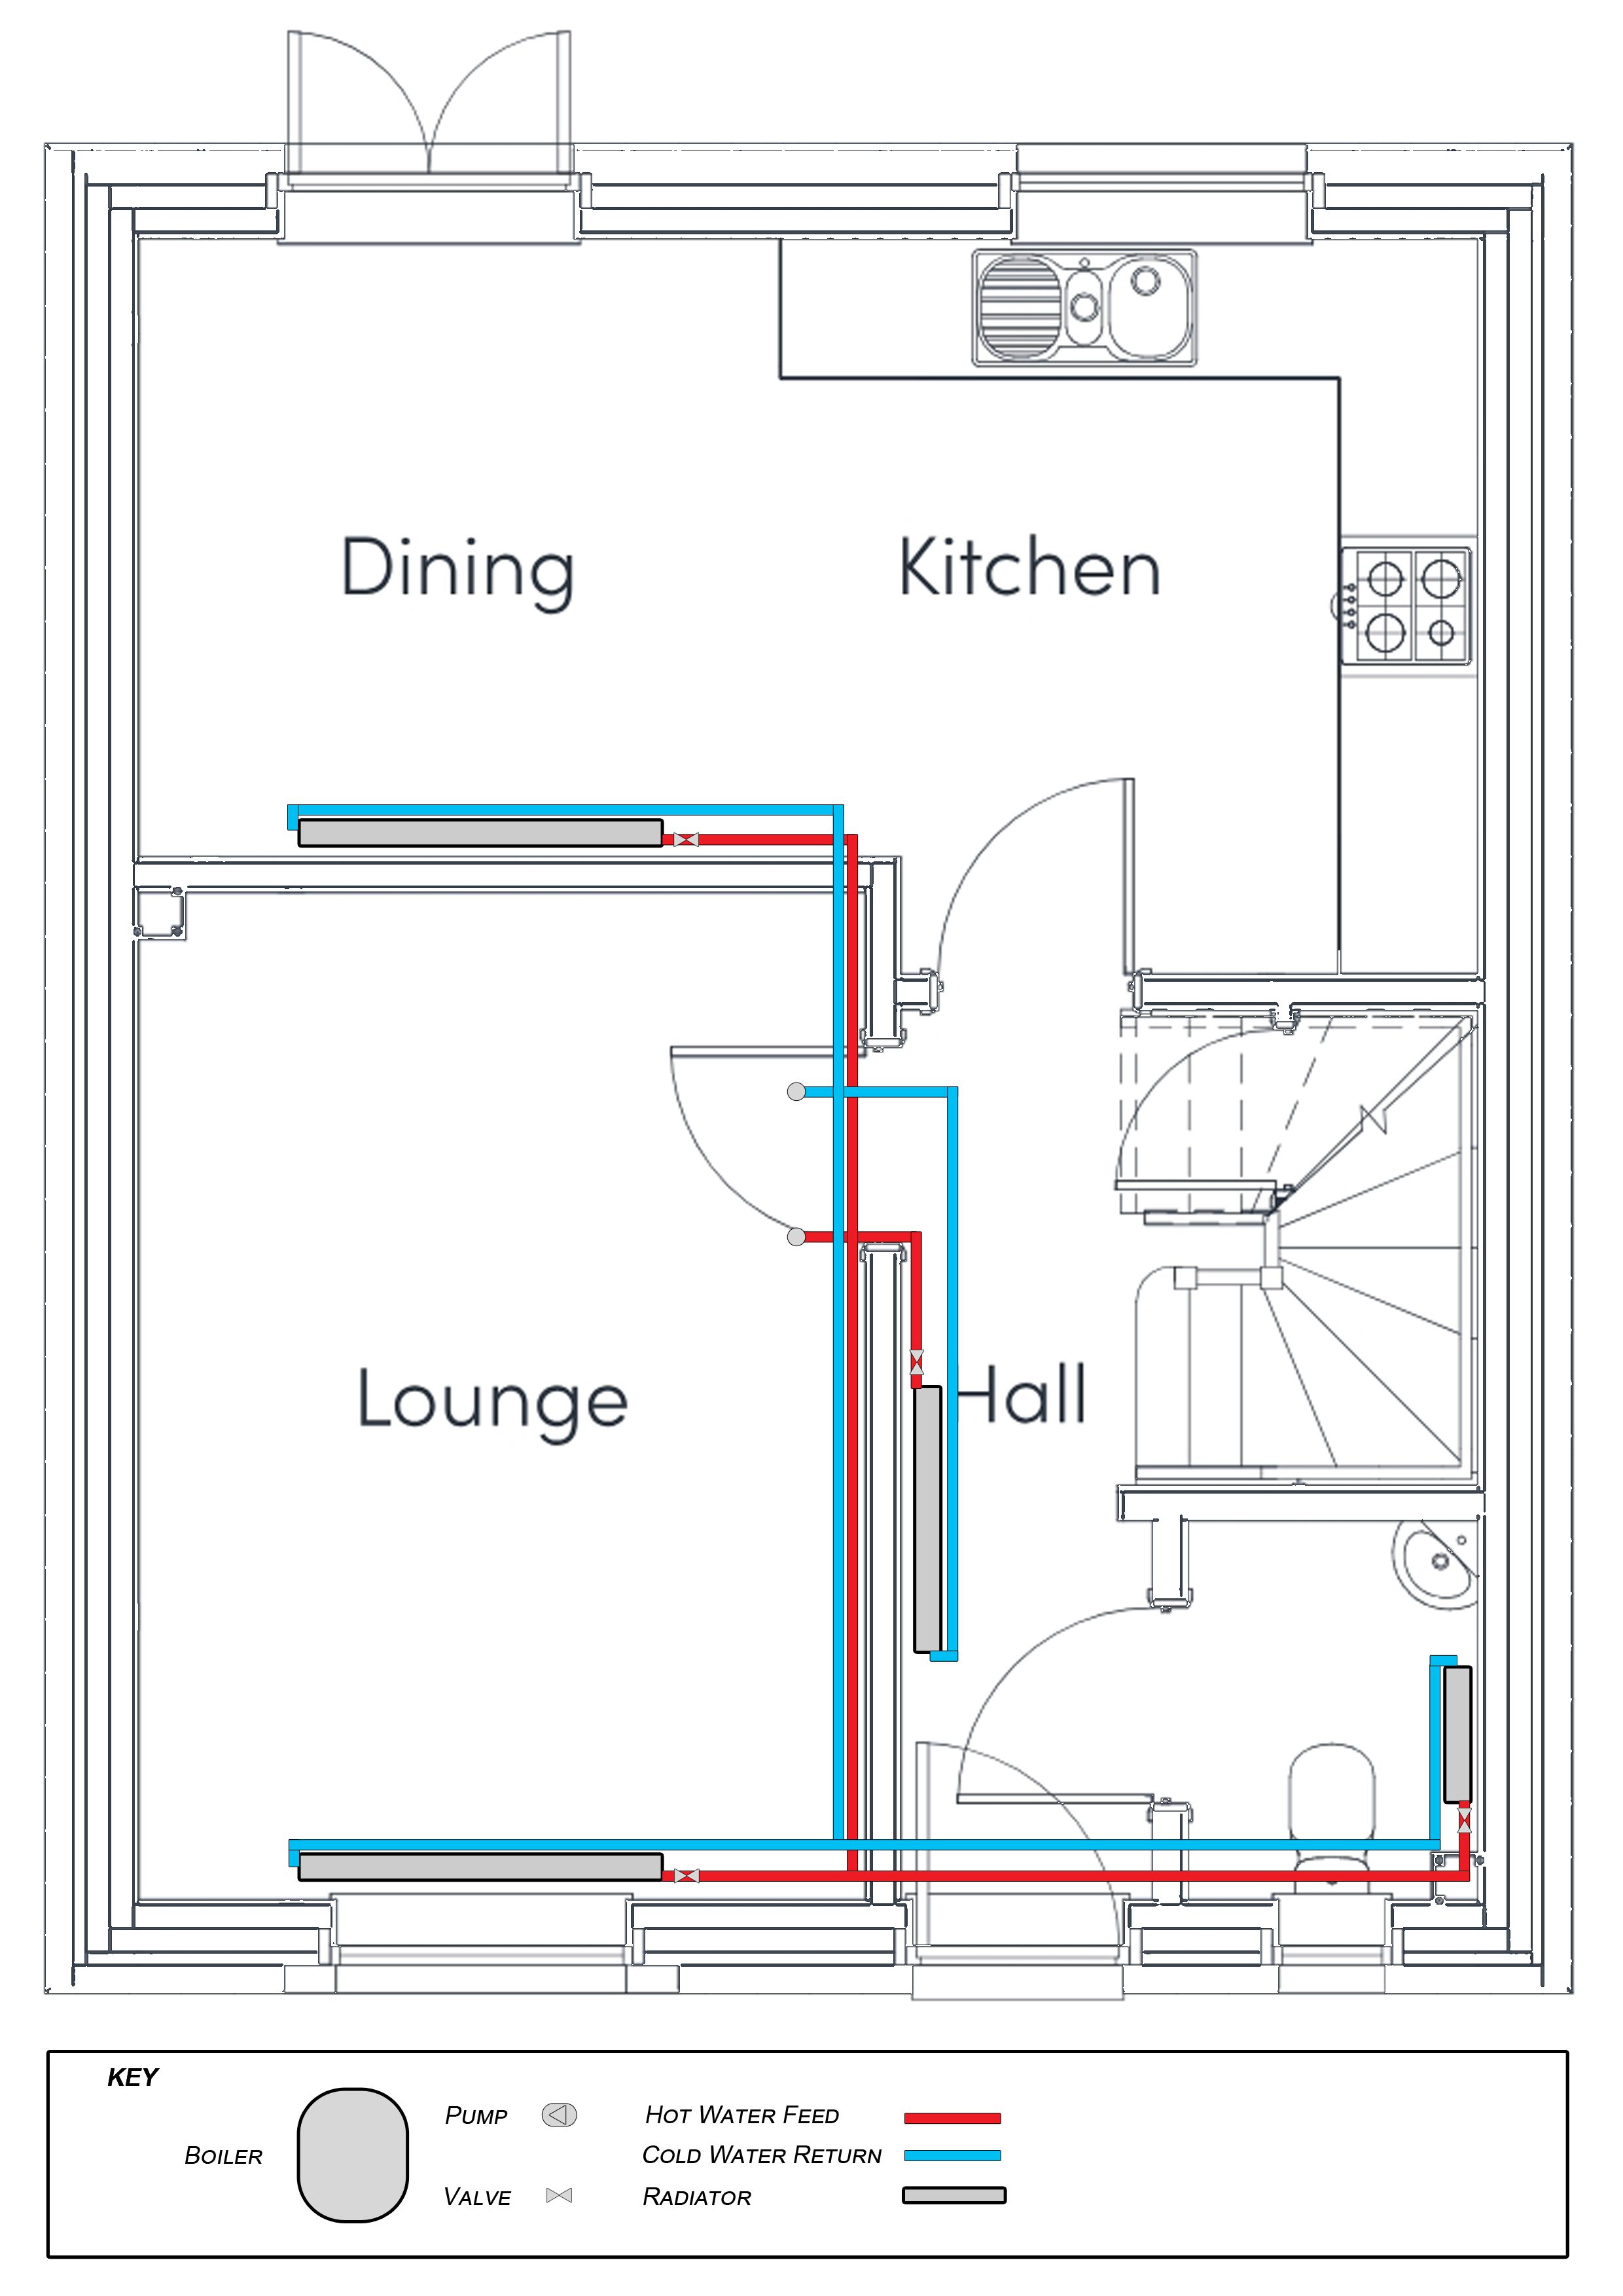 Dining
Kitchen
Lounge
Hall
KEY
BOILER
PUMP
VALVE
HOT WATER FEED
COLD WATER RETURN
RADIATOR